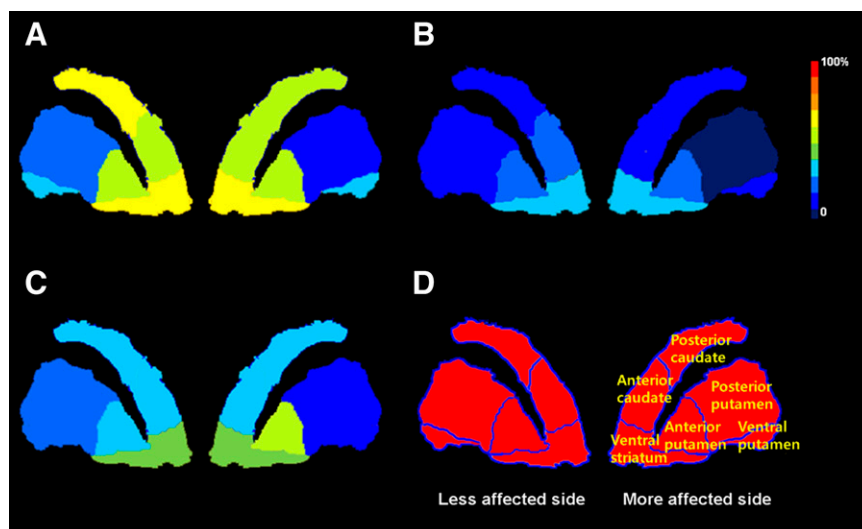 A
B
100%
0
C
D
Posterior
caudate
Anterior
caudate
Posterior
putamen
Anterior
putamen
Ventral
putamen
Ventral
striatum
Less affected side
More affected side